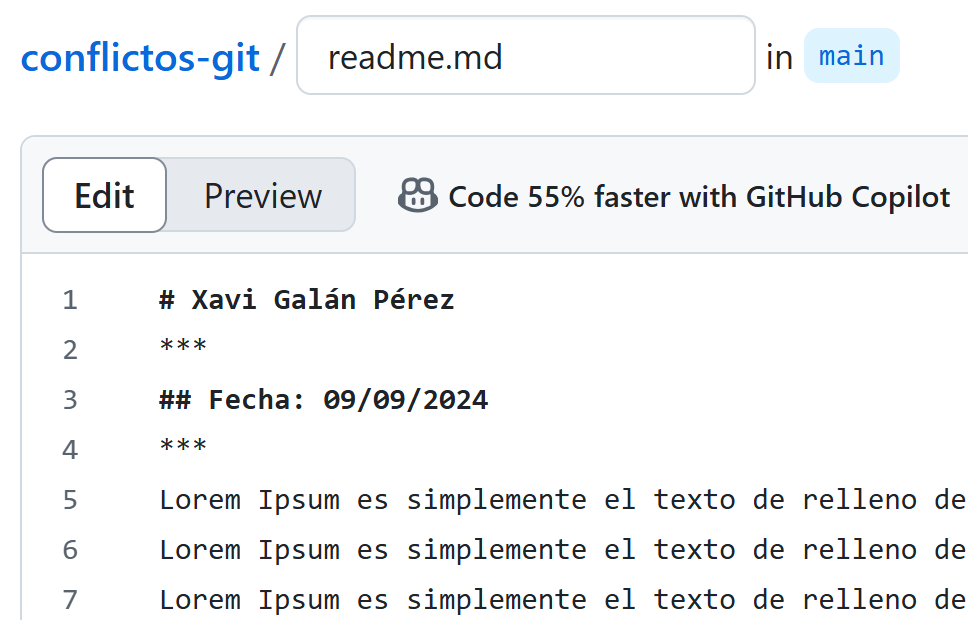 conflictos-git / readme.md in main
Edit Preview Code 55% faster with GitHub Copilot
1 # Xavi Galán Pérez
2 ***
3 ## Fecha: 09/09/2024
4 ***
5 Lorem Ipsum es simplemente el texto de relleno de
6 Lorem Ipsum es simplemente el texto de relleno de
7 Lorem Ipsum es simplemente el texto de relleno de